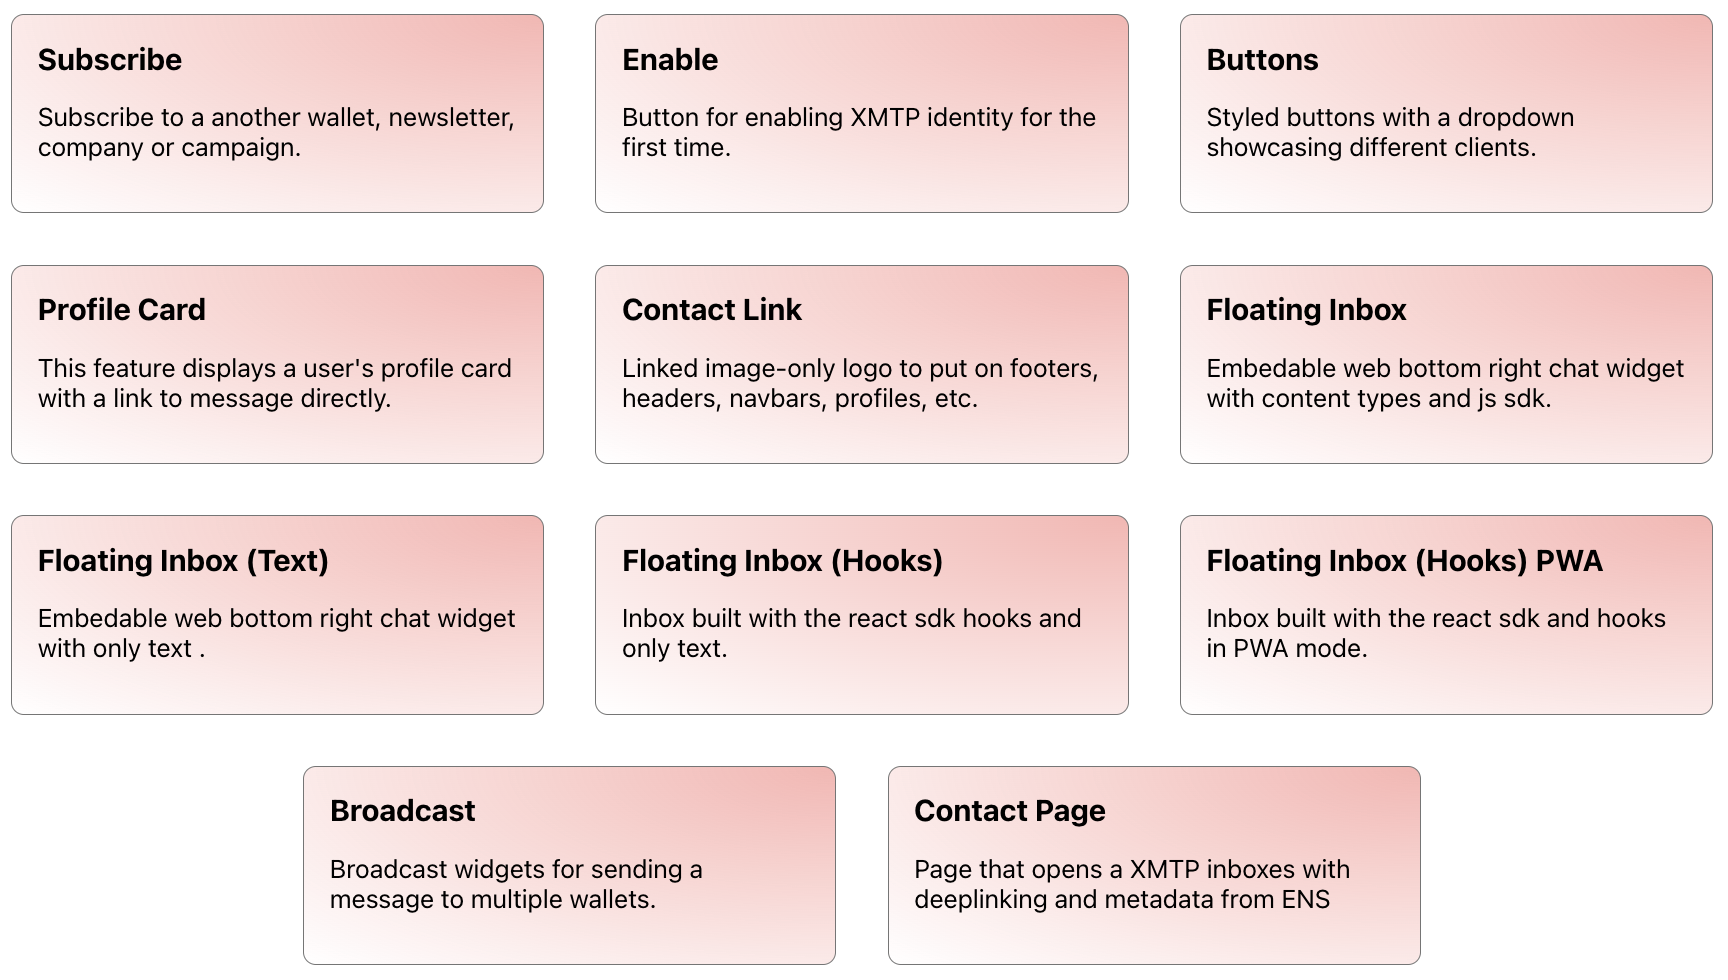 Subscribe
Subscribe to a another wallet, newsletter,
company or campaign.
Enable
Button for enabling XMTP identity for the
first time.
Buttons
Styled buttons with a dropdown
showcasing different clients.
Profile Card
This feature displays a user's profile card
with a link to message directly.
Contact Link
Linked image-only logo to put on footers,
headers, navbars, profiles, etc.
Floating Inbox
Embedable web bottom right chat widget
with content types and js sdk.
Floating Inbox (Text)
Embedable web bottom right chat widget
with only text .
Floating Inbox (Hooks)
Inbox built with the react sdk hooks and
only text.
Floating Inbox (Hooks) PWA
Inbox built with the react sdk and hooks
in PWA mode.
Broadcast
Broadcast widgets for sending a
message to multiple wallets.
Contact Page
Page that opens a XMTP inboxes with
deeplinking and metadata from ENS